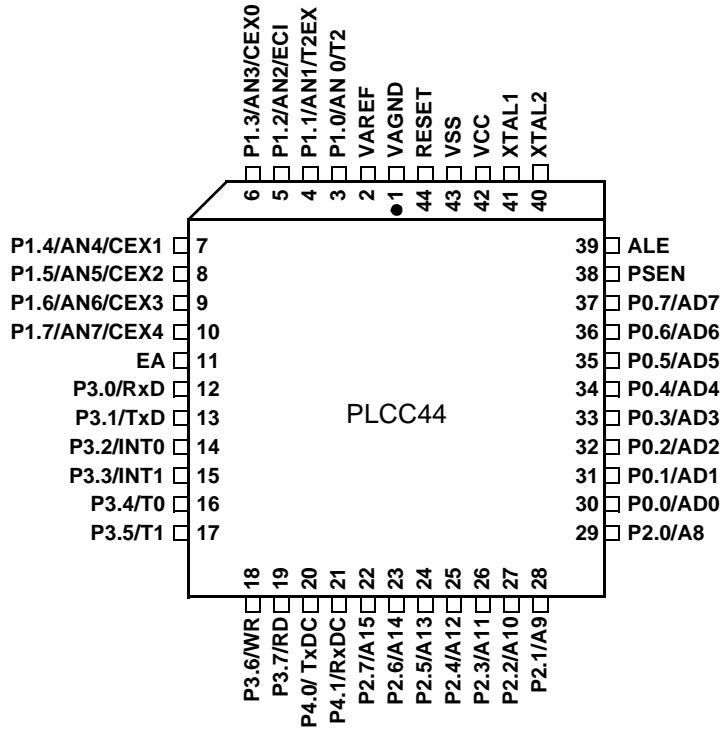 P1.3/AN3/CEX0
P1.2/AN2/ECI
P1.1/AN1/T2EX
P1.0/AN 0/T2
VAREF
VAGND
RESET
VSS
VCC
XTAL1
XTAL2
6 5 4 3 2 1 44 43 42 41 40
P1.4/AN4/CEX1 7
P1.5/AN5/CEX2 8
P1.6/AN6/CEX3 9
P1.7/AN7/CEX4 10
EA 11
P3.0/RxD 12
P3.1/TxD 13
P3.2/INT0 14
P3.3/INT1 15
P3.4/T0 16
P3.5/T1 17
PLCC44
39 ALE
38 PSEN
37 P0.7/AD7
36 P0.6/AD6
35 P0.5/AD5
34 P0.4/AD4
33 P0.3/AD3
32 P0.2/AD2
31 P0.1/AD1
30 P0.0/AD0
29 P2.0/A8
18 19 20 21 22 23 24 25 26 27 28
P3.6/WR
P3.7/RD
P4.0/ TxDC
P4.1/RxDC
P2.7/A15
P2.6/A14
P2.5/A13
P2.4/A12
P2.3/A11
P2.2/A10
P2.1/A9